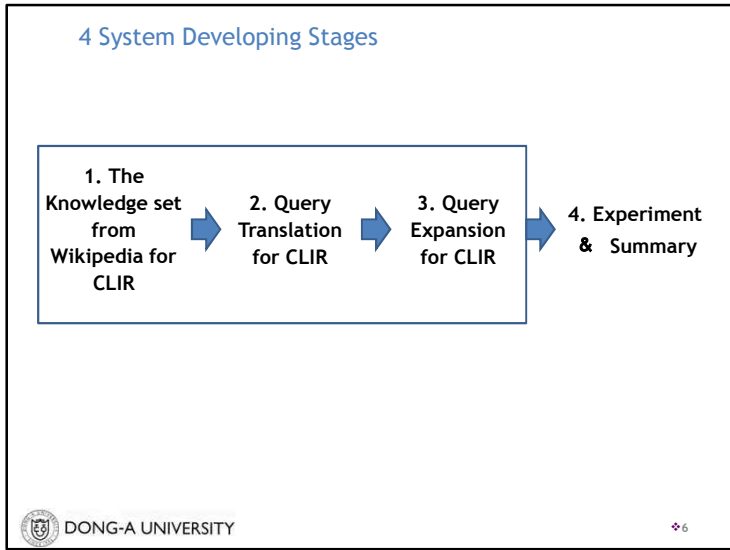 4 System Developing Stages
1. The
Knowledge set
from
Wikipedia for
CLIR
2. Query
Translation
for CLIR
3. Query
Expansion
for CLIR
4. Experiment
& Summary
DONG-A UNIVERSITY
❖6